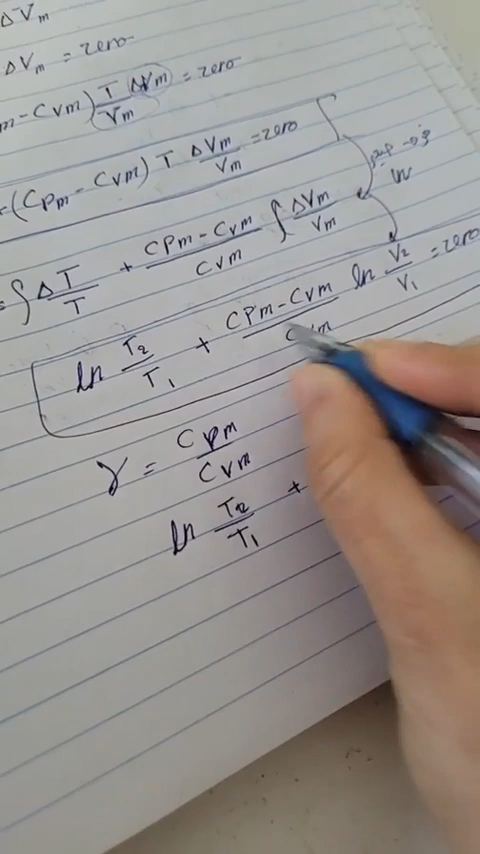 ΔVm
ΔVm = zero
m - Cvm) T ΔVm / Vm = zero
= (Cpm - Cvm) T ΔVm / Vm = zero
= ∫ ΔT / T + Cpm - Cvm / Cvm ∫ ΔVm / Vm
ln T2 / T1 + Cpm - Cvm / Cvm ln V2 / V1 = zero
γ = Cpm / Cvm
ln T2 / T1 +